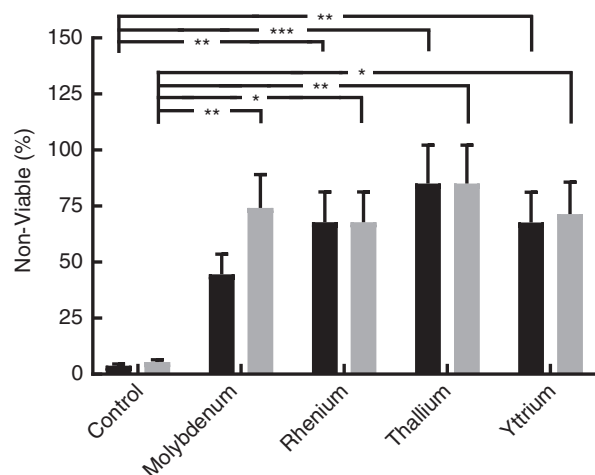 **
***
**
*
**
*
**
150
125
100
75
50
25
0
Non-Viable (%)
Control
Molybdenum
Rhenium
Thallium
Yttrium